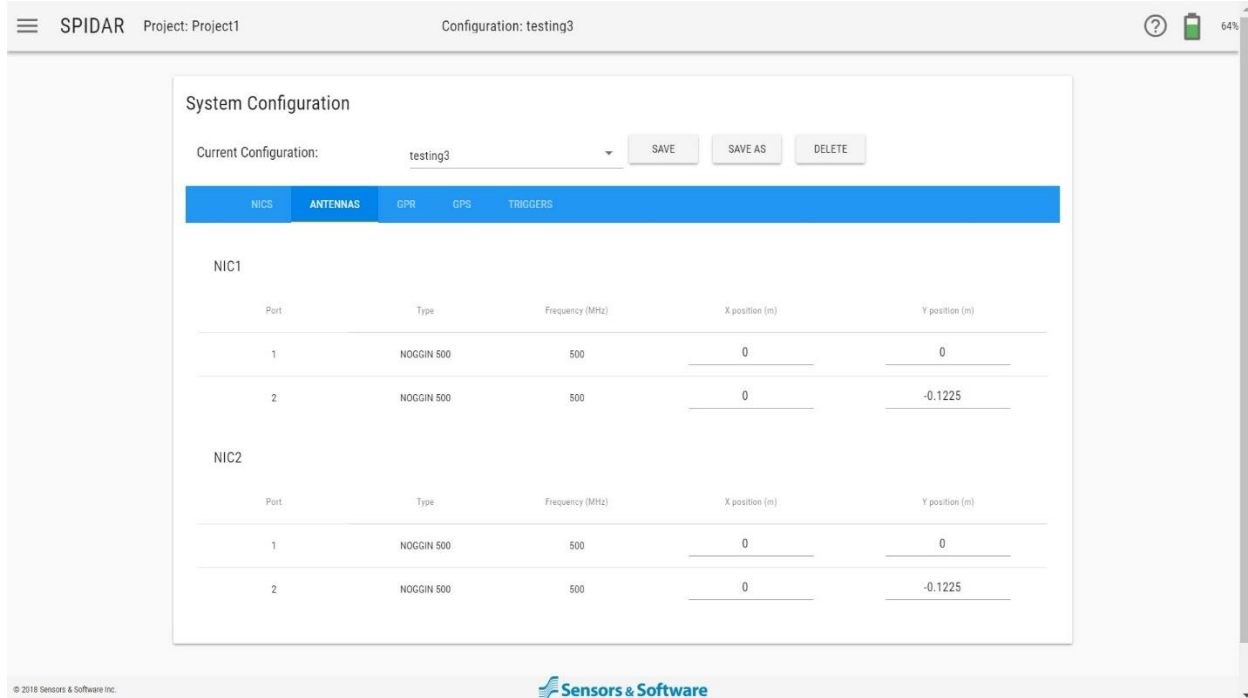 SPIDAR Project: Project1 Configuration: testing3 64%
System Configuration
Current Configuration: testing3 SAVE SAVE AS DELETE
NICS ANTENNAS GPR GPS TRIGGERS
NIC1
Port Type Frequency (MHz) X position (m) Y position (m)
1 NOGGIN 500 500 0 0
2 NOGGIN 500 500 0 -0.1225
NIC2
Port Type Frequency (MHz) X position (m) Y position (m)
1 NOGGIN 500 500 0 0
2 NOGGIN 500 500 0 -0.1225
© 2018 Sensors & Software Inc. Sensors & Software